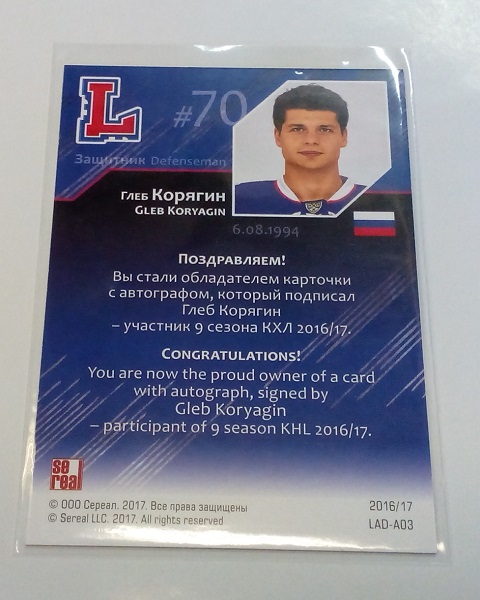 L
#70
Защитник Defenseman
Глеб Корягин
Gleb Koryagin
6.08.1994
Поздравляем!
Вы стали обладателем карточки
с автографом, который подписал
Глеб Корягин
– участник 9 сезона КХЛ 2016/17.
Congratulations!
You are now the proud owner of a card
with autograph, signed by
Gleb Koryagin
– participant of 9 season KHL 2016/17.
se
real
© ООО Сереал. 2017. Все права защищены
© Sereal LLC. 2017. All rights reserved
2016/17
LAD-A03